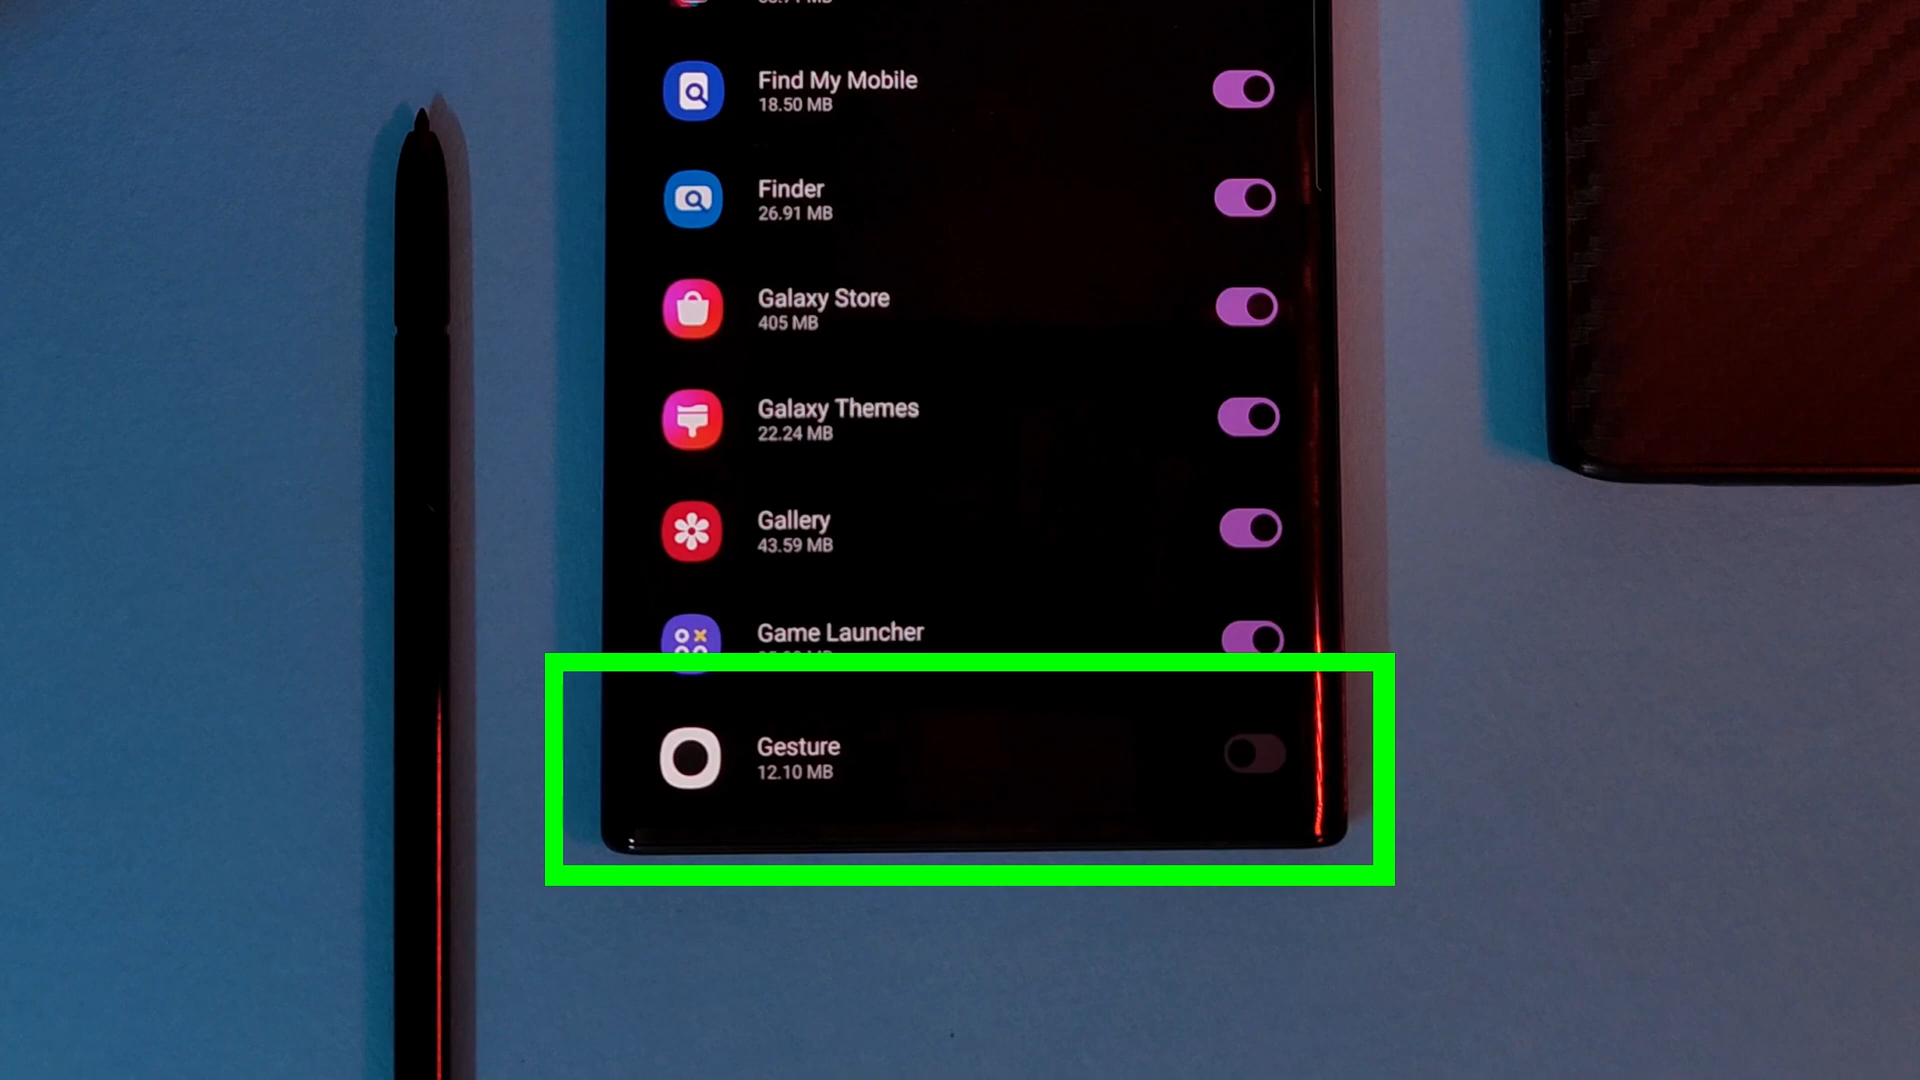 Find My Mobile
18.50 MB
Finder
26.91 MB
Galaxy Store
405 MB
Galaxy Themes
22.24 MB
Gallery
43.59 MB
Game Launcher
Gesture
12.10 MB